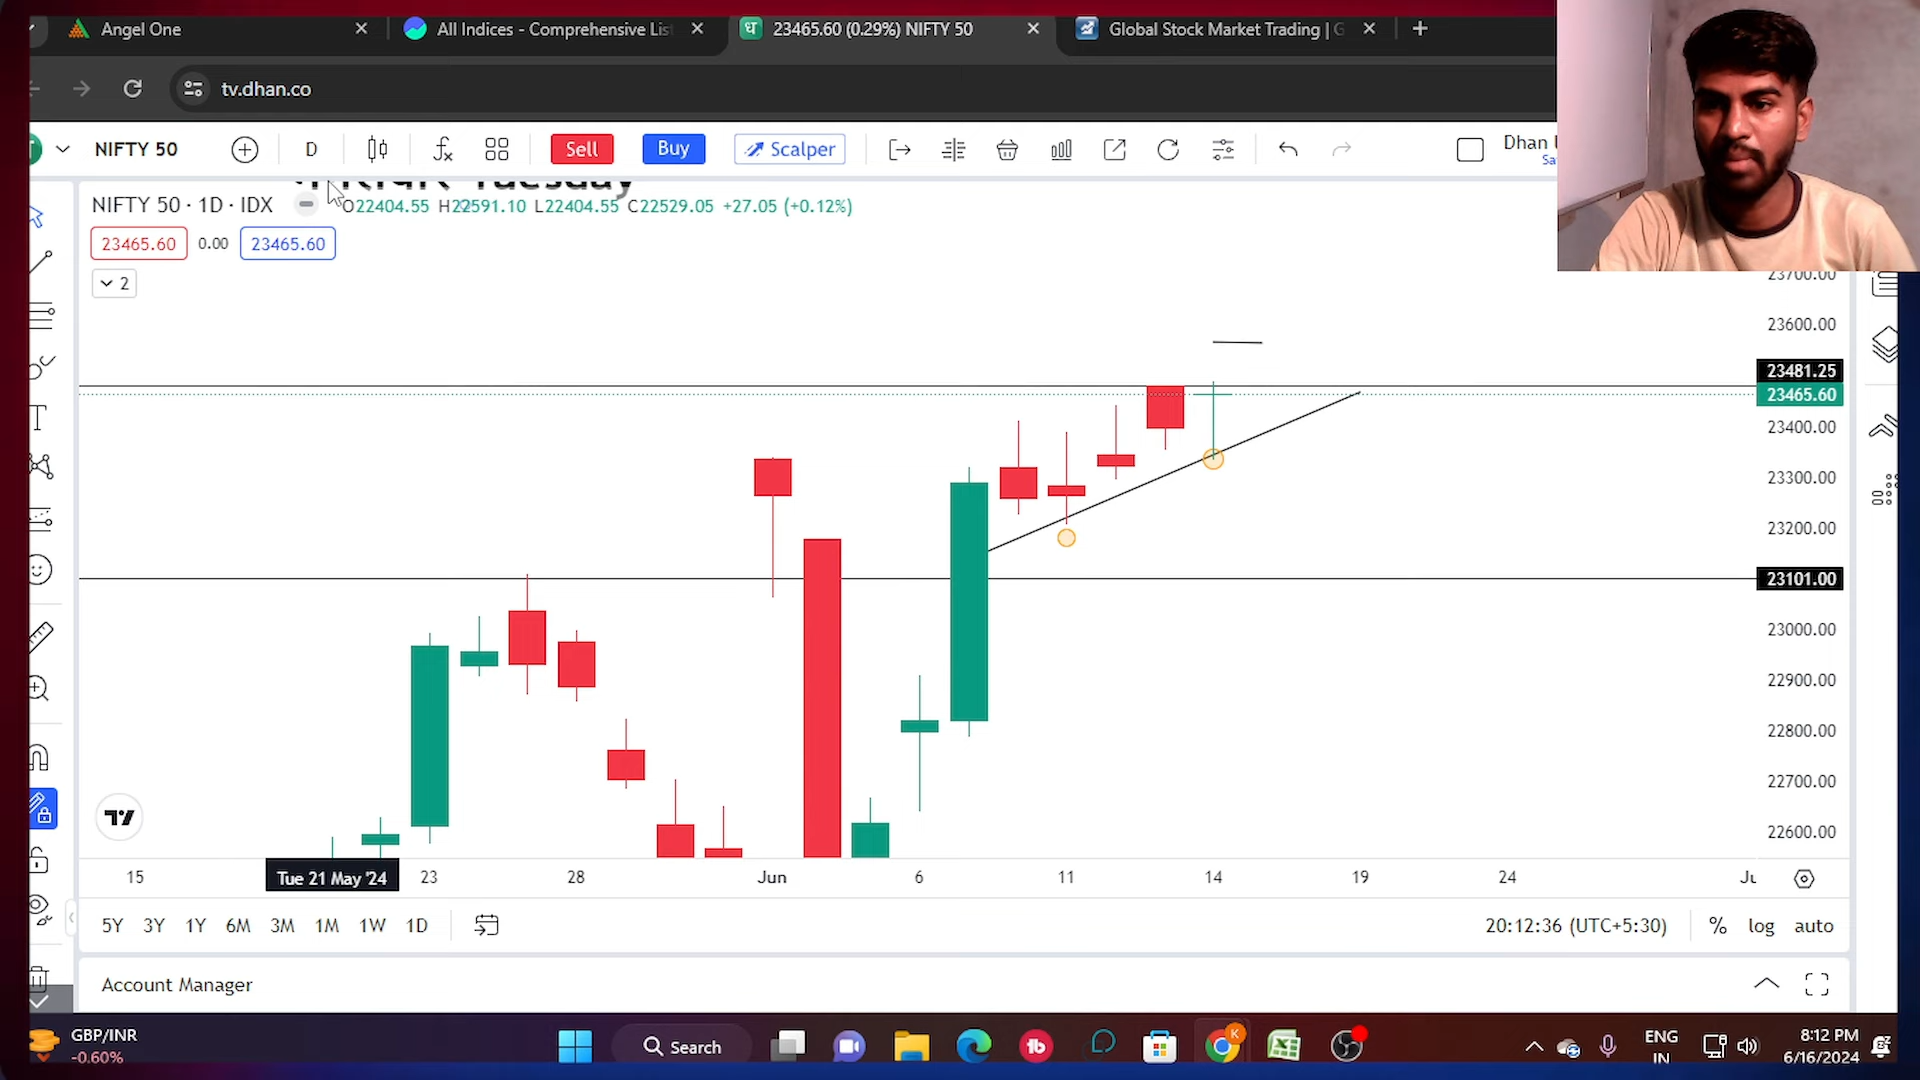 Angel One
All Indices - Comprehensive Lis
घ 23465.60 (0.29%) NIFTY 50
Global Stock Market Trading | G
tv.dhan.co
NIFTY 50
D
Sell
Buy
Scalper
Dhan
Sa
Tuesday
NIFTY 50 · 1D · IDX
O22404.55 H22591.10 L22404.55 C22529.05 +27.05 (+0.12%)
23465.60 0.00 23465.60
2
23700.00
23600.00
23481.25
23465.60
23400.00
23300.00
23200.00
23101.00
23000.00
22900.00
22800.00
22700.00
22600.00
15 Tue 21 May '24 23 28 Jun 6 11 14 19 24 Ju
5Y 3Y 1Y 6M 3M 1M 1W 1D
20:12:36 (UTC+5:30) % log auto
Account Manager
GBP/INR
-0.60%
Search
K
ENG
IN
8:12 PM
6/16/2024